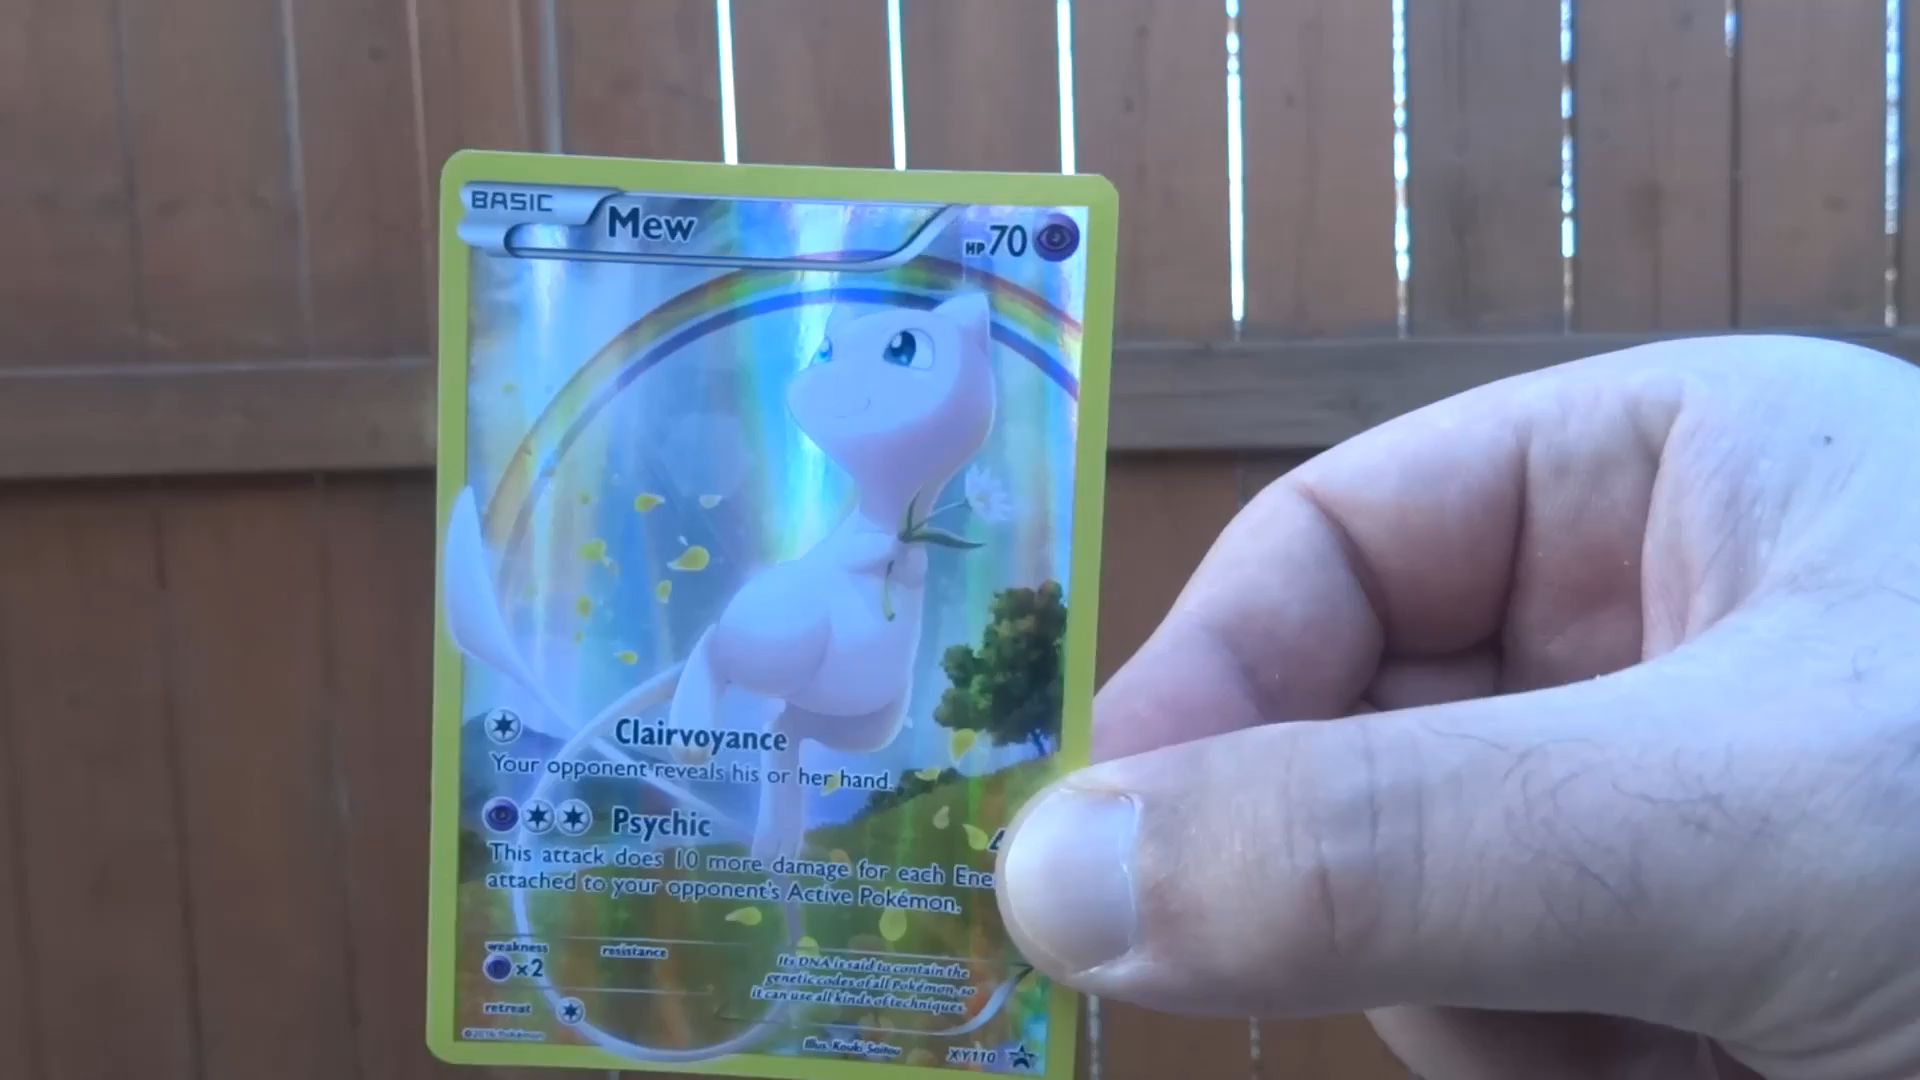 BASIC
Mew
HP70
Clairvoyance
Your opponent reveals his or her hand.
Psychic
This attack does 10 more damage for each Ene
attached to your opponent's Active Pokémon.
weakness
resistance
×2
Its DNA is said to contain the
genetic codes of all Pokémon, so
it can use all kinds of techniques.
retreat
©2016 Pokémon
Illus. Kouki Saitou
XY110